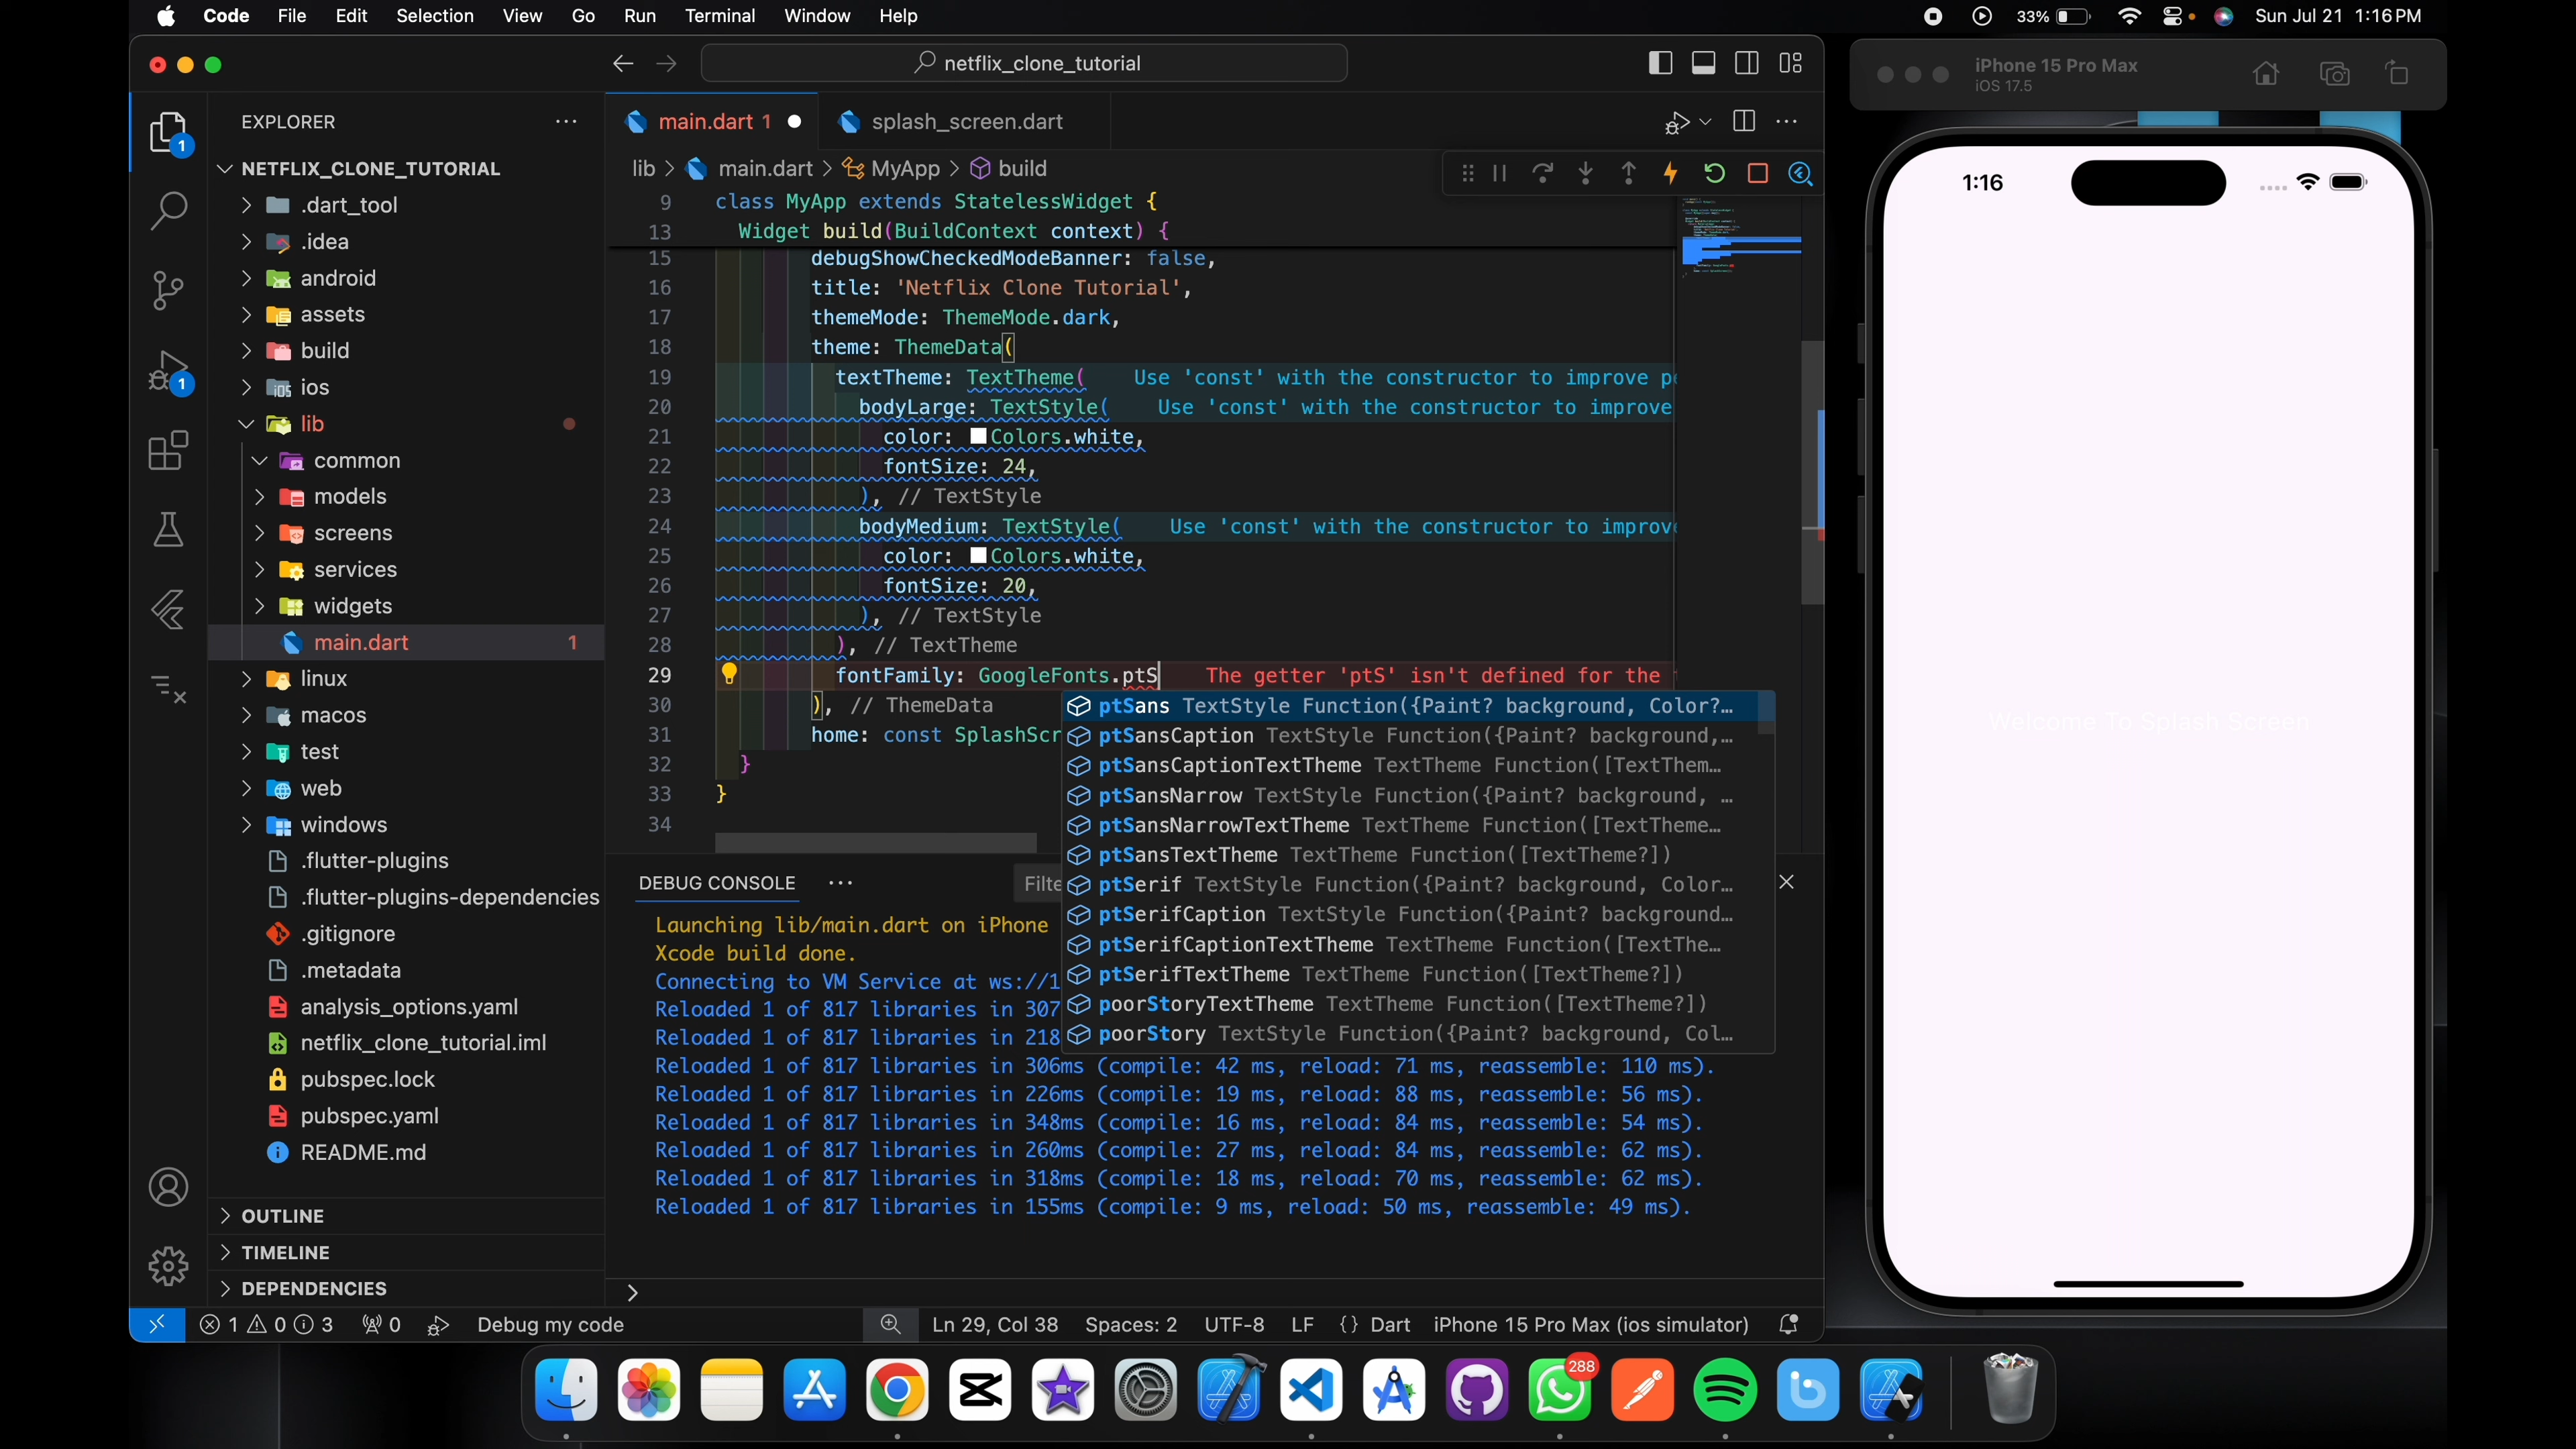 Code File Edit Selection View Go Run Terminal Window Help
33% Sun Jul 21 1:16 PM
netflix_clone_tutorial
iPhone 15 Pro Max
iOS 17.5
EXPLORER
main.dart 1
splash_screen.dart
NETFLIX_CLONE_TUTORIAL
.dart_tool
.idea
android
assets
build
ios
lib
common
models
screens
services
widgets
main.dart 1
linux
macos
test
web
windows
.flutter-plugins
.flutter-plugins-dependencies
.gitignore
.metadata
analysis_options.yaml
netflix_clone_tutorial.iml
pubspec.lock
pubspec.yaml
README.md
OUTLINE
TIMELINE
DEPENDENCIES
1
1
lib > main.dart > MyApp > build
9 class MyApp extends StatelessWidget {
13 Widget build(BuildContext context) {
15 debugShowCheckedModeBanner: false,
16 title: 'Netflix Clone Tutorial',
17 themeMode: ThemeMode.dark,
18 theme: ThemeData(
19 textTheme: TextTheme( Use 'const' with the constructor to improve
20 bodyLarge: TextStyle( Use 'const' with the constructor to improve
21 color: Colors.white,
22 fontSize: 24,
23 ), // TextStyle
24 bodyMedium: TextStyle( Use 'const' with the constructor to improv
25 color: Colors.white,
26 fontSize: 20,
27 ), // TextStyle
28 ), // TextTheme
29 fontFamily: GoogleFonts.ptS The getter 'ptS' isn't defined for the
30 ), // ThemeData
31 home: const SplashScr
32 }
33 }
34
ptSans TextStyle Function({Paint? background, Color?…
ptSansCaption TextStyle Function({Paint? background,…
ptSansCaptionTextTheme TextTheme Function([TextThem…
ptSansNarrow TextStyle Function({Paint? background, …
ptSansNarrowTextTheme TextTheme Function([TextTheme…
ptSansTextTheme TextTheme Function([TextTheme?])
ptSerif TextStyle Function({Paint? background, Color…
ptSerifCaption TextStyle Function({Paint? background…
ptSerifCaptionTextTheme TextTheme Function([TextThe…
ptSerifTextTheme TextTheme Function([TextTheme?])
poorStoryTextTheme TextTheme Function([TextTheme?])
poorStory TextStyle Function({Paint? background, Col…
DEBUG CONSOLE
Filte
Launching lib/main.dart on iPhone
Xcode build done.
Connecting to VM Service at ws://1
Reloaded 1 of 817 libraries in 307
Reloaded 1 of 817 libraries in 218
Reloaded 1 of 817 libraries in 306ms (compile: 42 ms, reload: 71 ms, reassemble: 110 ms).
Reloaded 1 of 817 libraries in 226ms (compile: 19 ms, reload: 88 ms, reassemble: 56 ms).
Reloaded 1 of 817 libraries in 348ms (compile: 16 ms, reload: 84 ms, reassemble: 54 ms).
Reloaded 1 of 817 libraries in 260ms (compile: 27 ms, reload: 84 ms, reassemble: 62 ms).
Reloaded 1 of 817 libraries in 318ms (compile: 18 ms, reload: 70 ms, reassemble: 62 ms).
Reloaded 1 of 817 libraries in 155ms (compile: 9 ms, reload: 50 ms, reassemble: 49 ms).
1 0 3 0 Debug my code
Ln 29, Col 38 Spaces: 2 UTF-8 LF {} Dart iPhone 15 Pro Max (ios simulator)
1:16
Welcome To Splash Screen
288